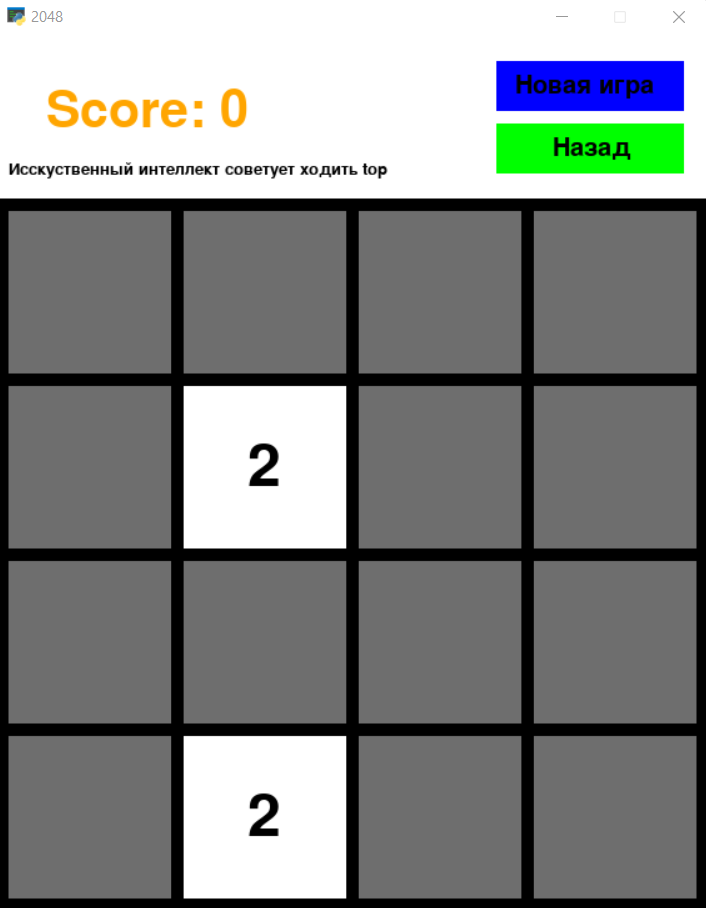 2048
Score: 0
Новая игра
Назад
Исскуственный интеллект советует ходить top
2
2